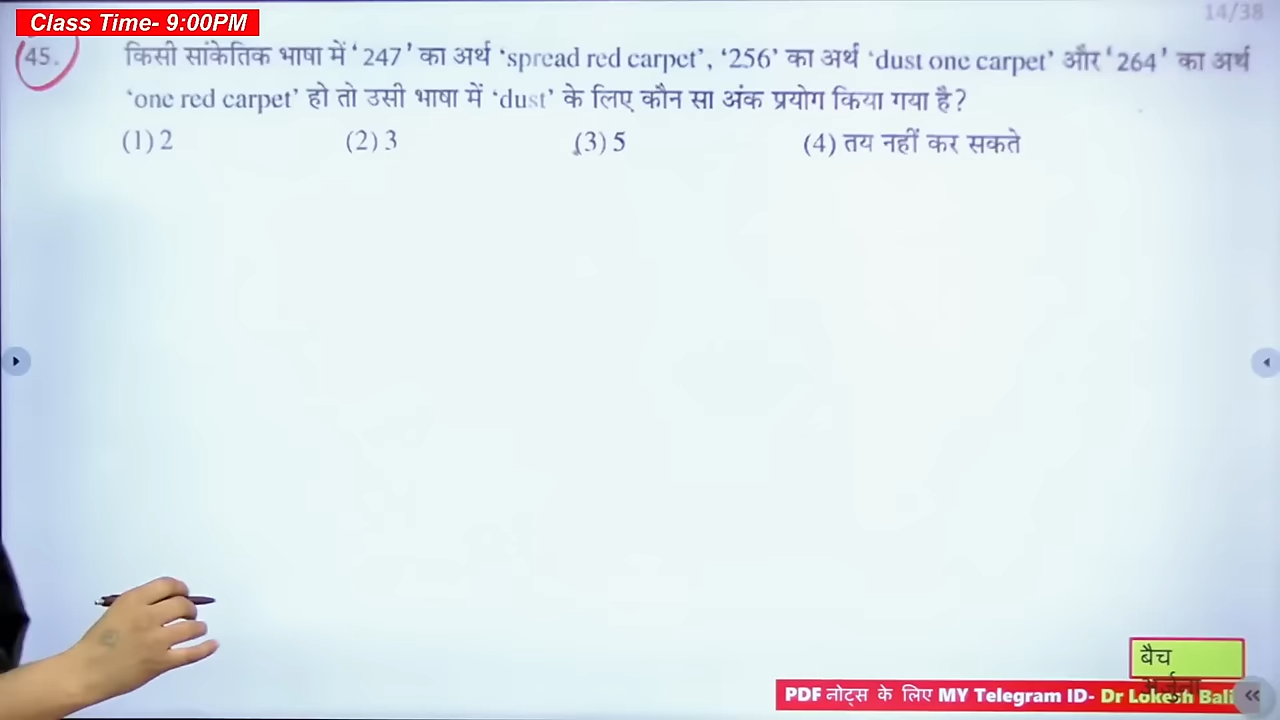 Class Time- 9:00PM
14/38
45. किसी सांकेतिक भाषा में ‘247’ का अर्थ ‘spread red carpet’, ‘256’ का अर्थ ‘dust one carpet’ और ‘264’ का अर्थ
‘one red carpet’ हो तो उसी भाषा में ‘dust’ के लिए कौन सा अंक प्रयोग किया गया है?
(1) 2 (2) 3 (3) 5 (4) तय नहीं कर सकते
बैच
PDF नोट्स के लिए MY Telegram ID- Dr Lokesh Bali